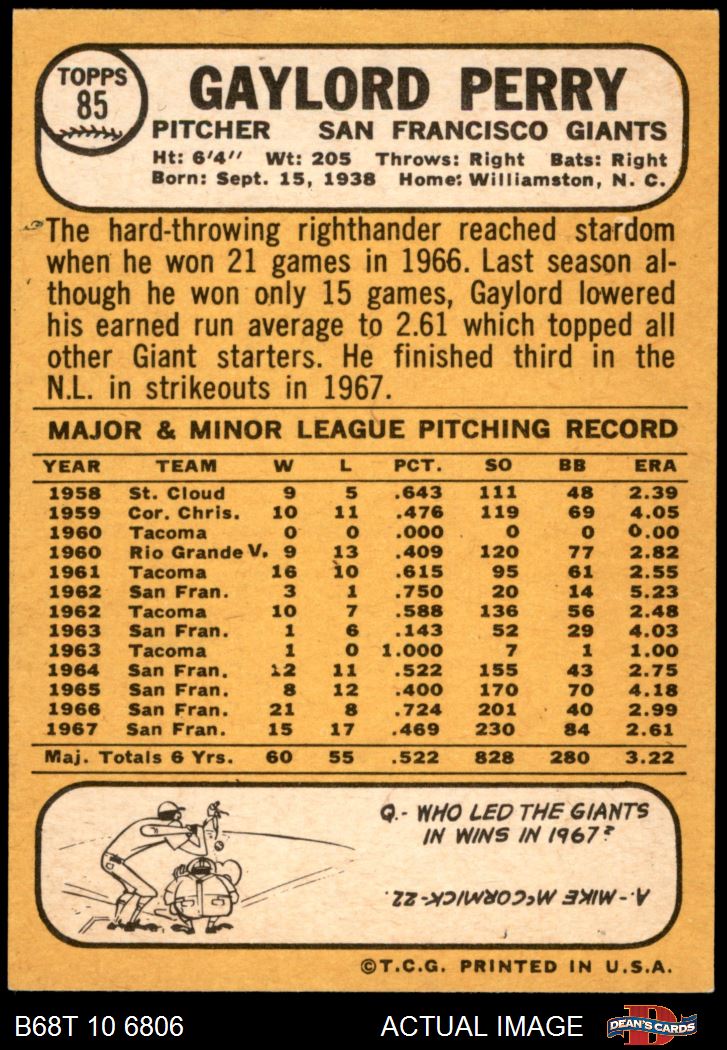 TOPPS
85
GAYLORD PERRY
PITCHER SAN FRANCISCO GIANTS
Ht: 6'4" Wt: 205 Throws: Right Bats: Right
Born: Sept. 15, 1938 Home: Williamston, N. C.
The hard-throwing righthander reached stardom
when he won 21 games in 1966. Last season al-
though he won only 15 games, Gaylord lowered
his earned run average to 2.61 which topped all
other Giant starters. He finished third in the
N.L. in strikeouts in 1967.
MAJOR & MINOR LEAGUE PITCHING RECORD
YEAR TEAM W L PCT. SO BB ERA
1958 St. Cloud 9 5 .643 111 48 2.39
1959 Cor. Chris. 10 11 .476 119 69 4.05
1960 Tacoma 0 0 .000 0 0 0.00
1960 Rio Grande V. 9 13 .409 120 77 2.82
1961 Tacoma 16 10 .615 95 61 2.55
1962 San Fran. 3 1 .750 20 14 5.23
1962 Tacoma 10 7 .588 136 56 2.48
1963 San Fran. 1 6 .143 52 29 4.03
1963 Tacoma 1 0 1.000 7 1 1.00
1964 San Fran. 12 11 .522 155 43 2.75
1965 San Fran. 8 12 .400 170 70 4.18
1966 San Fran. 21 8 .724 201 40 2.99
1967 San Fran. 15 17 .469 230 84 2.61
Maj. Totals 6 Yrs. 60 55 .522 828 280 3.22
Q.- WHO LED THE GIANTS
IN WINS IN 1967?
A.- MIKE McCORMICK-22.
©T.C.G. PRINTED IN U.S.A.
B68T 10 6806 ACTUAL IMAGE
D
DEAN'S CARDS